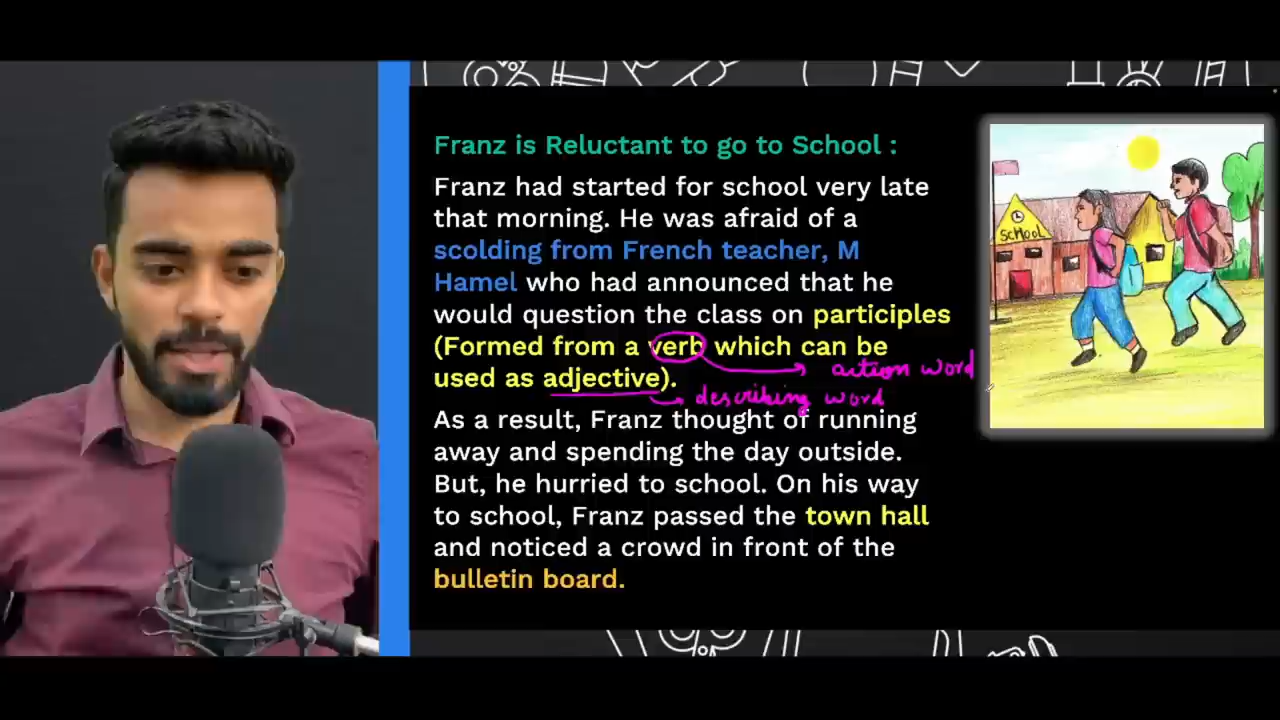 Franz is Reluctant to go to School :
Franz had started for school very late
that morning. He was afraid of a
scolding from French teacher, M
Hamel who had announced that he
would question the class on participles
(Formed from a verb which can be
action word
used as adjective).
describing word
As a result, Franz thought of running
away and spending the day outside.
But, he hurried to school. On his way
to school, Franz passed the town hall
and noticed a crowd in front of the
bulletin board.
SCHOOL